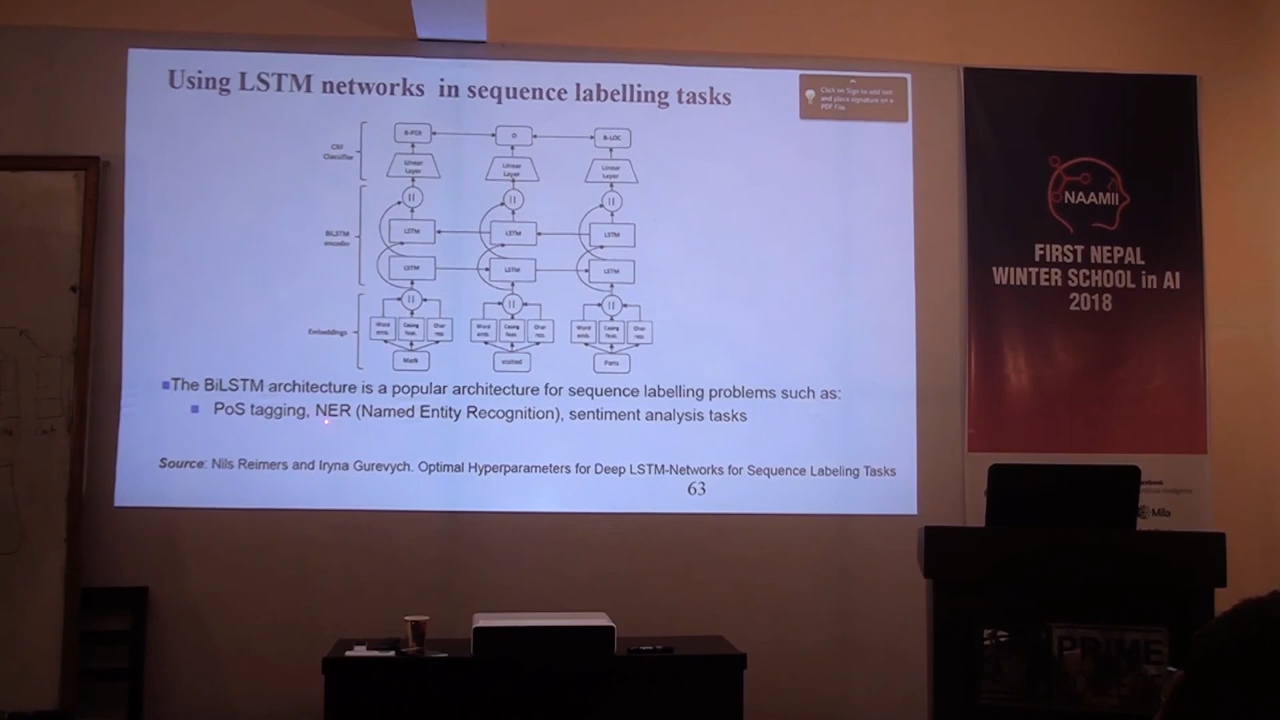 Using LSTM networks in sequence labelling tasks
Click on Sign to add text
and place signature on a
PDF File.
CRF
Classifier
B-PER
O
B-LOC
Linear
Layer
Linear
Layer
Linear
Layer
BiLSTM
encoder
LSTM
LSTM
LSTM
LSTM
LSTM
LSTM
Embeddings
Word
emb.
Casing
feat.
Char
rep.
Word
emb.
Casing
feat.
Char
rep.
Word
emb.
Casing
feat.
Char
rep.
Mark
visited
Paris
The BiLSTM architecture is a popular architecture for sequence labelling problems such as:
PoS tagging, NER (Named Entity Recognition), sentiment analysis tasks
Source: Nils Reimers and Iryna Gurevych. Optimal Hyperparameters for Deep LSTM-Networks for Sequence Labeling Tasks
63
NAAMII
FIRST NEPAL
WINTER SCHOOL in AI
2018
Mila
PRIME